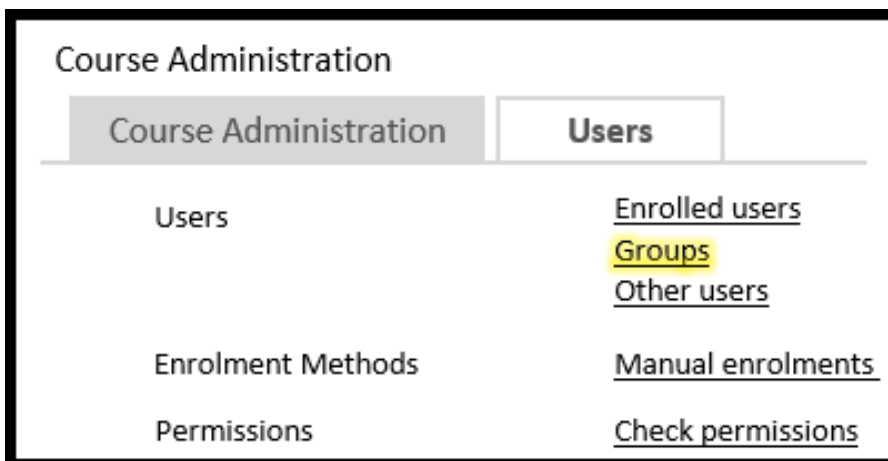 Course Administration
Course Administration Users
Users Enrolled users
Groups
Other users
Enrolment Methods Manual enrolments
Permissions Check permissions